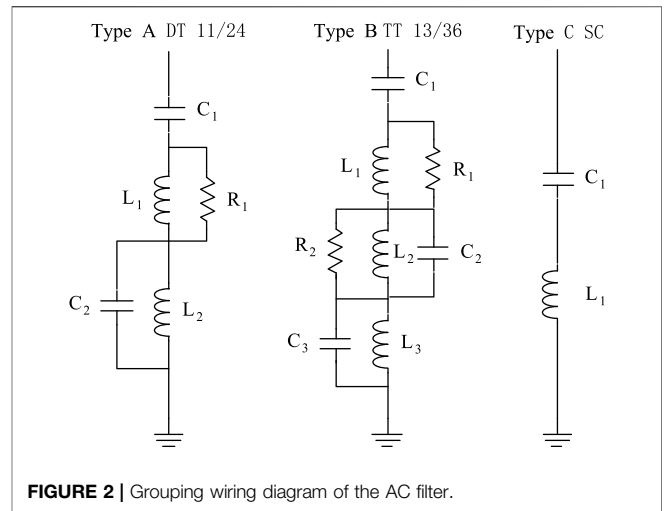 Type A DT 11/24
Type B TT 13/36
Type C SC
C₁
L₁
R₁
C₂
L₂
C₁
L₁
R₁
R₂
L₂
C₂
C₃
L₃
C₁
L₁
FIGURE 2 | Grouping wiring diagram of the AC filter.